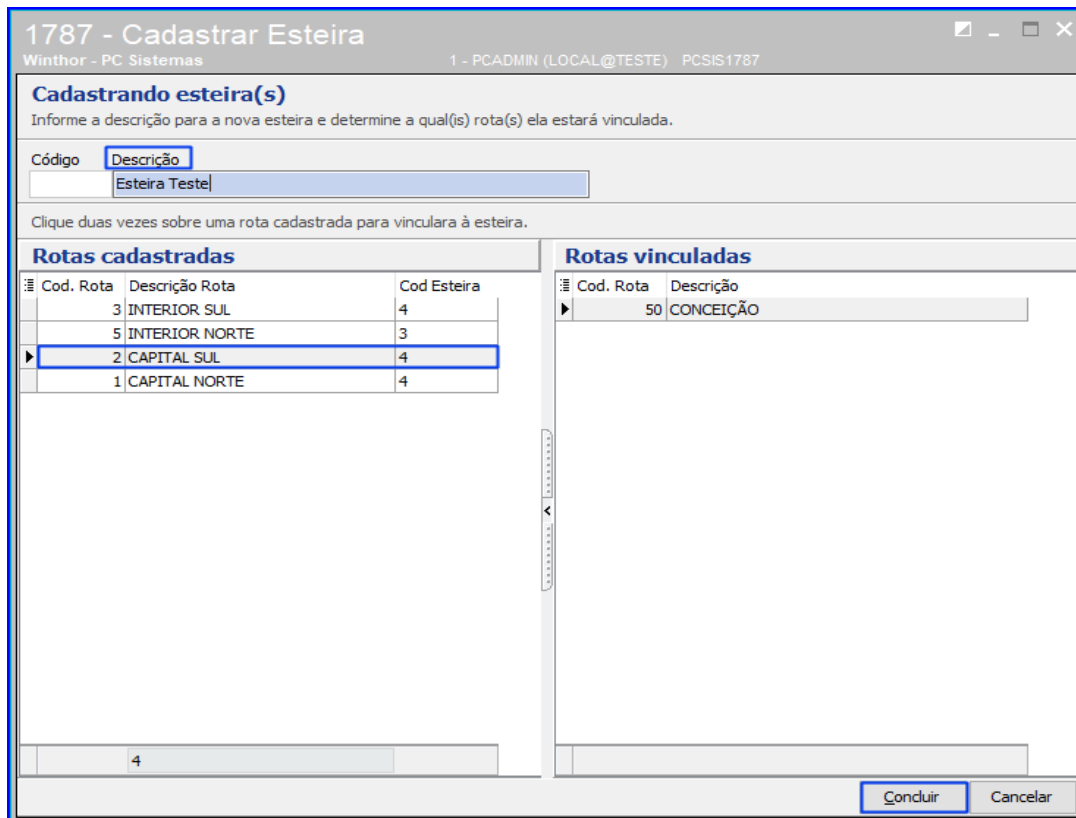 1787 - Cadastrar Esteira
Winthor - PC Sistemas 1 - PCADMIN (LOCAL@TESTE) PCSIS1787
Cadastrando esteira(s)
Informe a descrição para a nova esteira e determine a qual(is) rota(s) ela estará vinculada.
Código Descrição
Esteira Teste
Clique duas vezes sobre uma rota cadastrada para vinculara à esteira.
Rotas cadastradas Rotas vinculadas
Cod. Rota Descrição Rota Cod Esteira Cod. Rota Descrição
3 INTERIOR SUL 4 50 CONCEIÇÃO
5 INTERIOR NORTE 3
2 CAPITAL SUL 4
1 CAPITAL NORTE 4
4
Concluir Cancelar